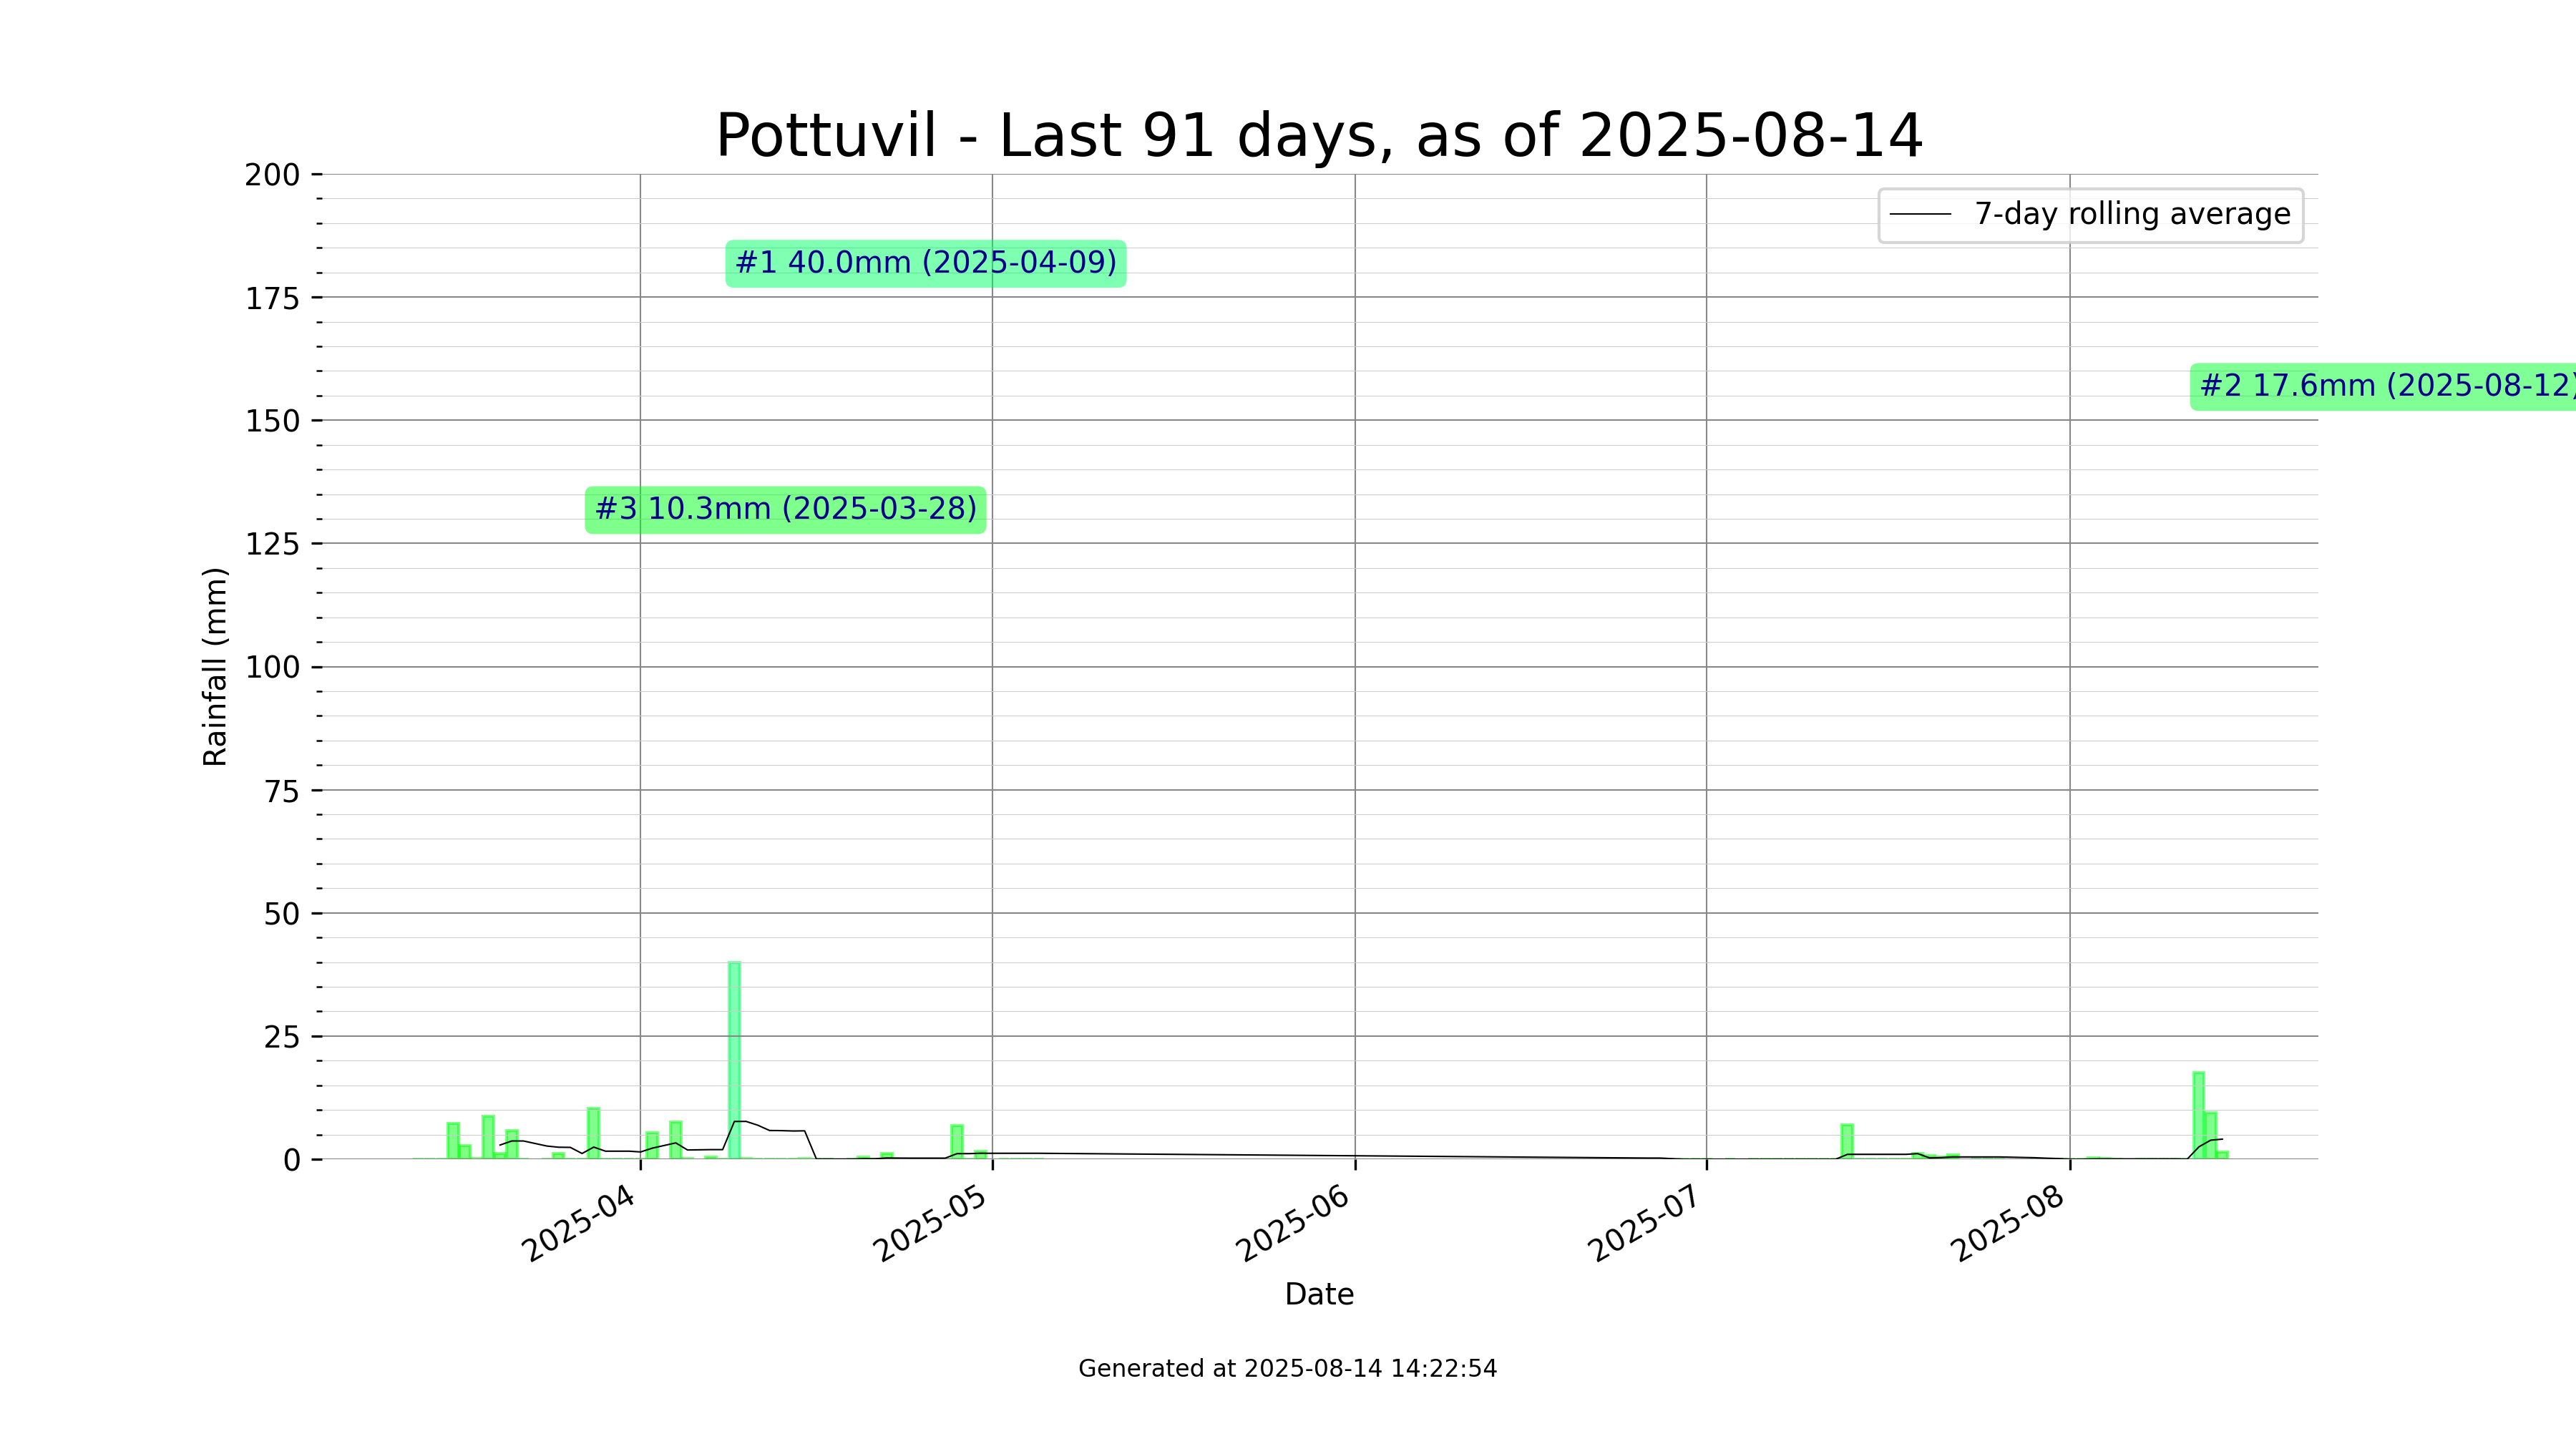 Pottuvil - Last 91 days, as of 2025-08-14
200
175
150
125
100
75
50
25
0
Rainfall (mm)
7-day rolling average
#1 40.0mm (2025-04-09)
#2 17.6mm (2025-08-12)
#3 10.3mm (2025-03-28)
2025-04
2025-05
2025-06
2025-07
2025-08
Date
Generated at 2025-08-14 14:22:54